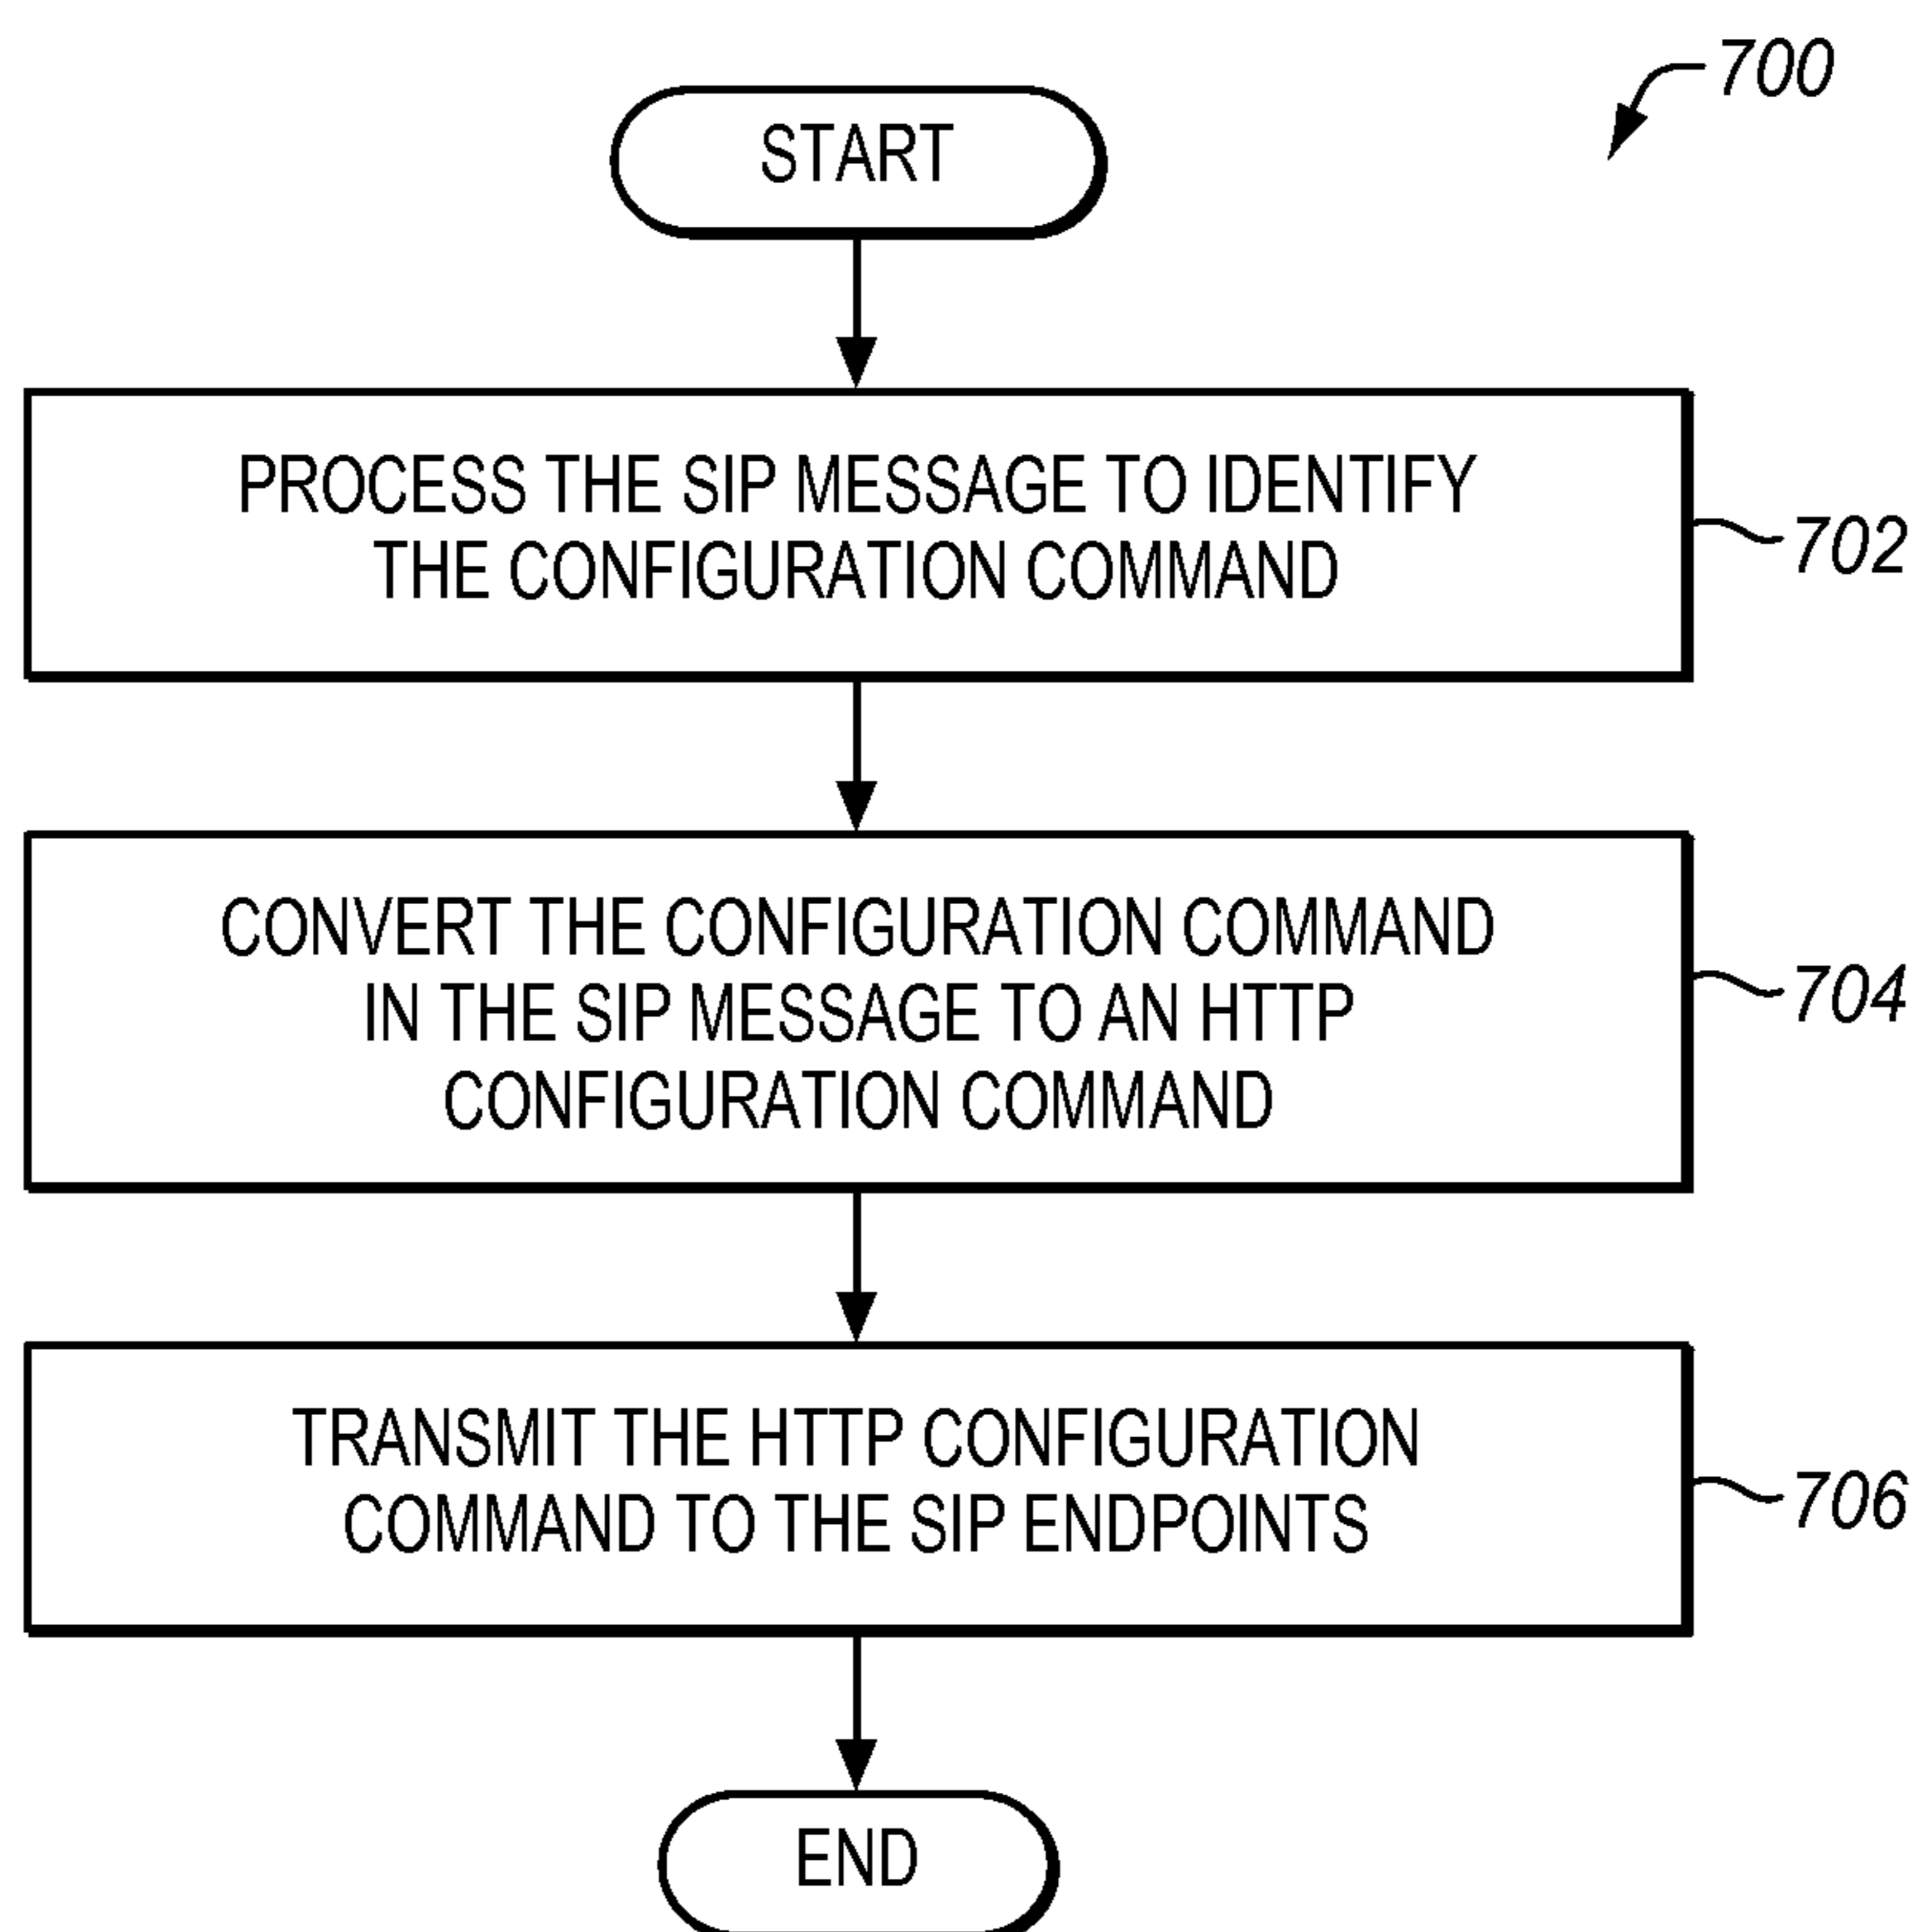 700
START
PROCESS THE SIP MESSAGE TO IDENTIFY
THE CONFIGURATION COMMAND
702
CONVERT THE CONFIGURATION COMMAND
IN THE SIP MESSAGE TO AN HTTP
CONFIGURATION COMMAND
704
TRANSMIT THE HTTP CONFIGURATION
COMMAND TO THE SIP ENDPOINTS
706
END